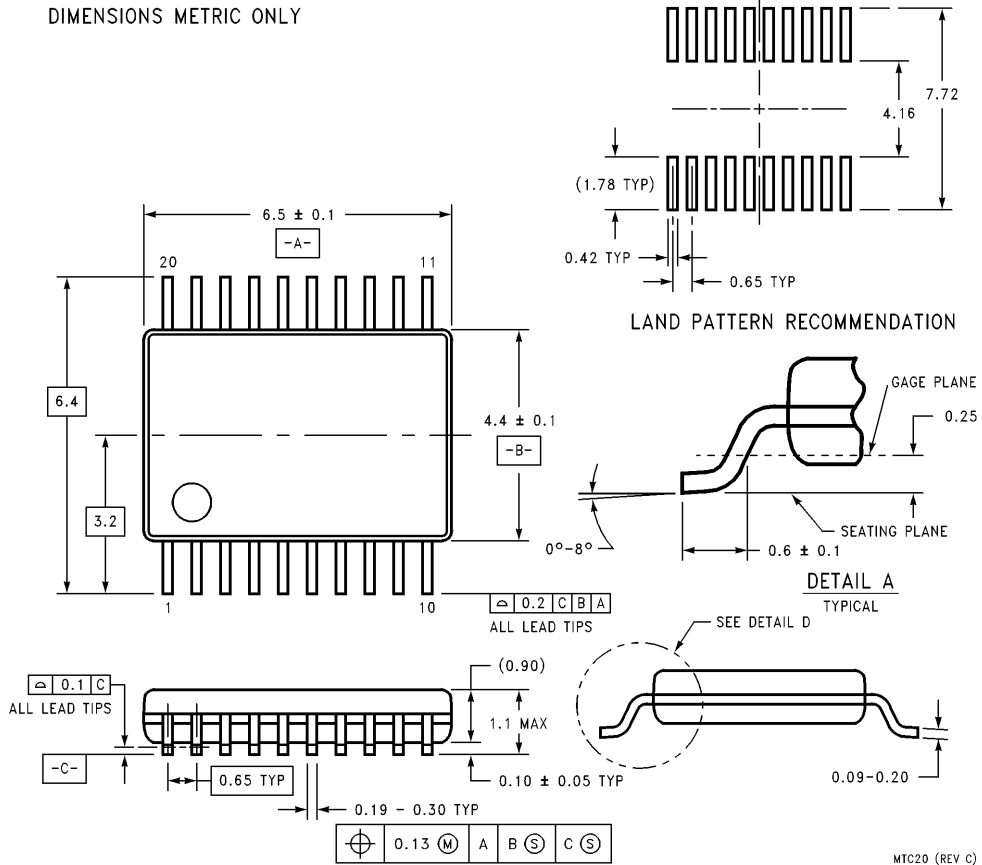 DIMENSIONS METRIC ONLY
7.72
4.16
(1.78 TYP)
0.42 TYP
0.65 TYP
LAND PATTERN RECOMMENDATION
6.5 ± 0.1
-A-
20
11
6.4
3.2
4.4 ± 0.1
-B-
1
10
⌓ 0.2 C B A
ALL LEAD TIPS
GAGE PLANE
0.25
SEATING PLANE
0°-8°
0.6 ± 0.1
DETAIL A
TYPICAL
SEE DETAIL D
⌓ 0.1 C
ALL LEAD TIPS
-C-
(0.90)
1.1 MAX
0.65 TYP
0.10 ± 0.05 TYP
0.19 - 0.30 TYP
⌖ 0.13 Ⓜ A B Ⓢ C Ⓢ
0.09-0.20
MTC20 (REV C)